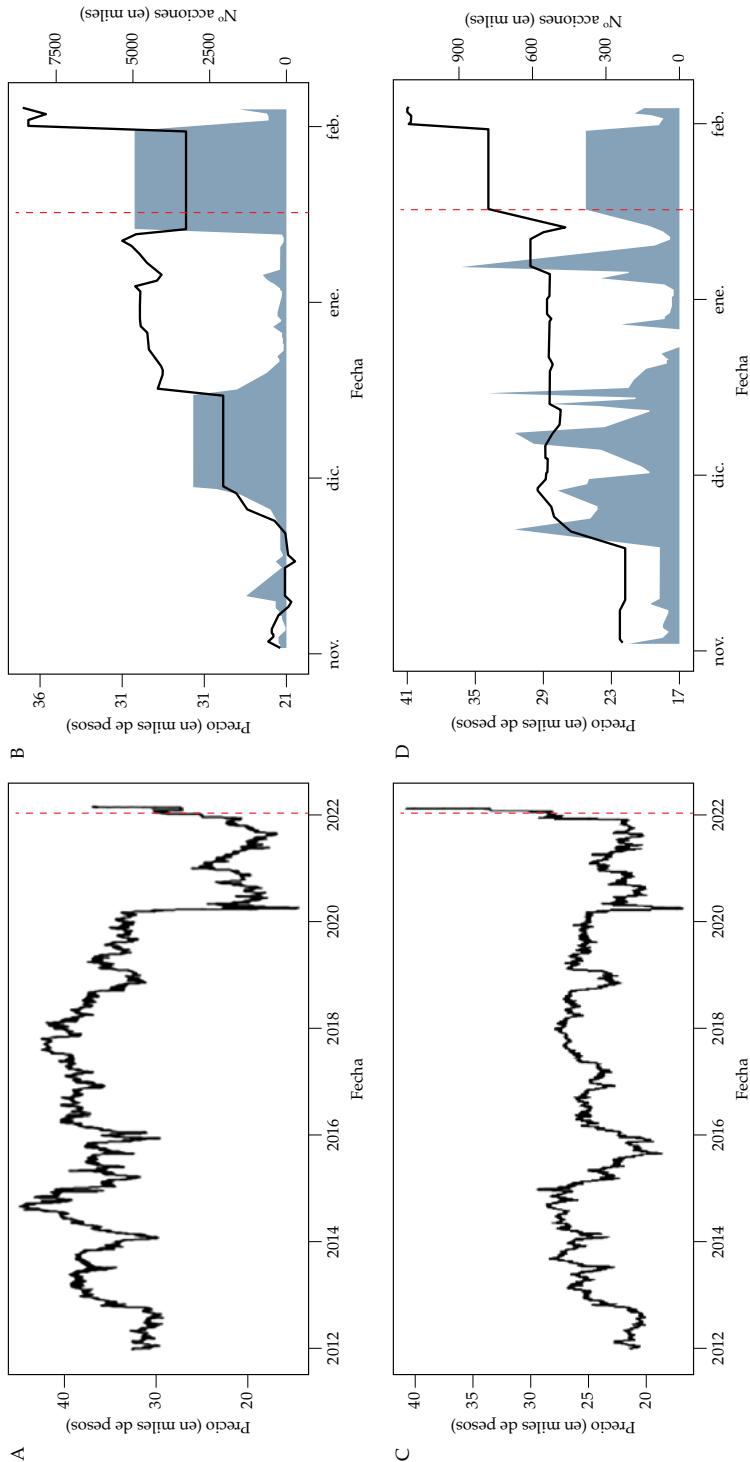 A
Precio (en miles de pesos)
40
30
20
2012 2014 2016 2018 2020 2022
Fecha
B
Precio (en miles de pesos)
36
31
31
21
nov. dic. ene. feb.
Fecha
7500
5000
2500
0
Nº acciones (en miles)
C
Precio (en miles de pesos)
40
35
30
25
20
2012 2014 2016 2018 2020 2022
Fecha
D
Precio (en miles de pesos)
41
35
29
23
17
nov. dic. ene. feb.
Fecha
900
600
300
0
Nº acciones (en miles)